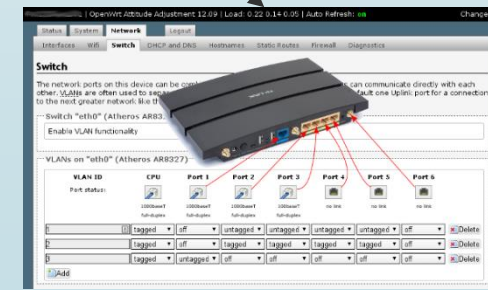 | OpenWrt Attitude Adjustment 12.09 | Load: 0.22 0.14 0.05 | Auto Refresh: on Change
Status System Network Logout
Interfaces Wifi Switch DHCP and DNS Hostnames Static Routes Firewall Diagnostics
Switch
The network ports on this device can be can communicate directly with each
other. VLANs are often used to fault one Uplink port for a connection
to the next greater network like
Switch "eth0" (Atheros AR83
Enable VLAN functionality
VLANs on "eth0" (Atheros AR8327)
VLAN ID CPU Port 1 Port 2 Port 3 Port 4 Port 5 Port 6
Port status:
1000baseT 1000baseT 1000baseT 1000baseT no link no link no link
full-duplex full-duplex full-duplex full-duplex
1 tagged off untagged untagged untagged untagged off Delete
2 tagged off tagged tagged tagged tagged off Delete
3 tagged untagged off off off off off Delete
Add